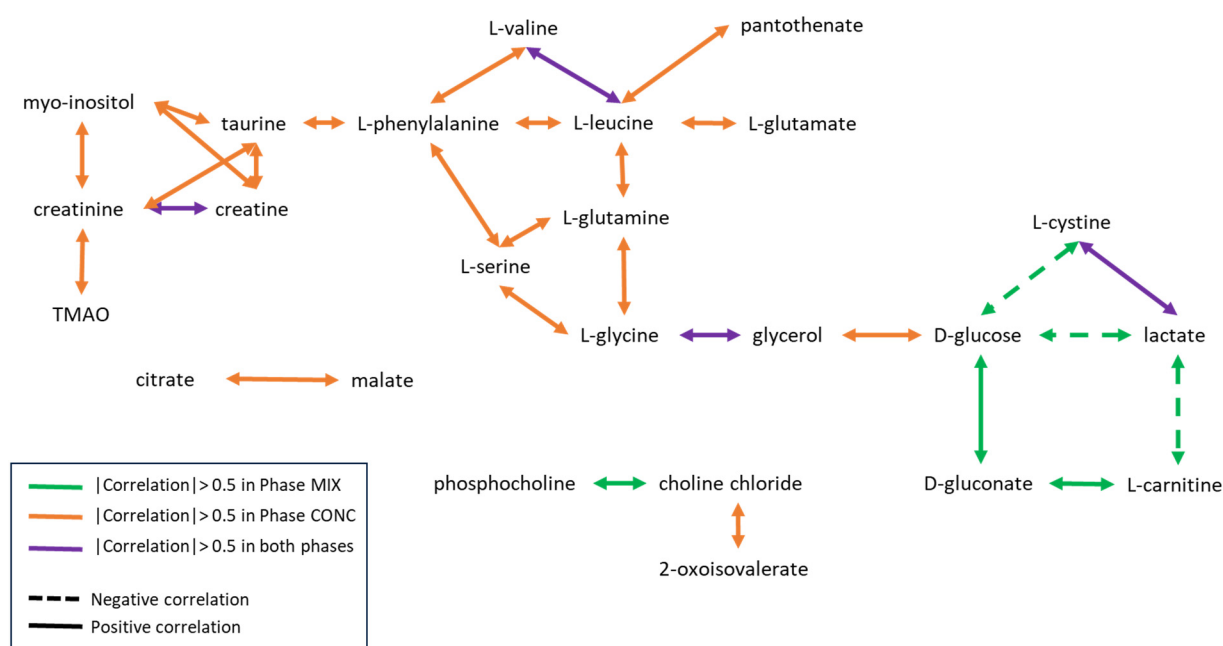 L-valine
pantothenate
myo-inositol
taurine
L-phenylalanine
L-leucine
L-glutamate
creatinine
creatine
L-glutamine
L-cystine
L-serine
TMAO
L-glycine
glycerol
D-glucose
lactate
citrate
malate
phosphocholine
choline chloride
D-gluconate
L-carnitine
2-oxoisovalerate
|Correlation|> 0.5 in Phase MIX
|Correlation|> 0.5 in Phase CONC
|Correlation|> 0.5 in both phases
Negative correlation
Positive correlation